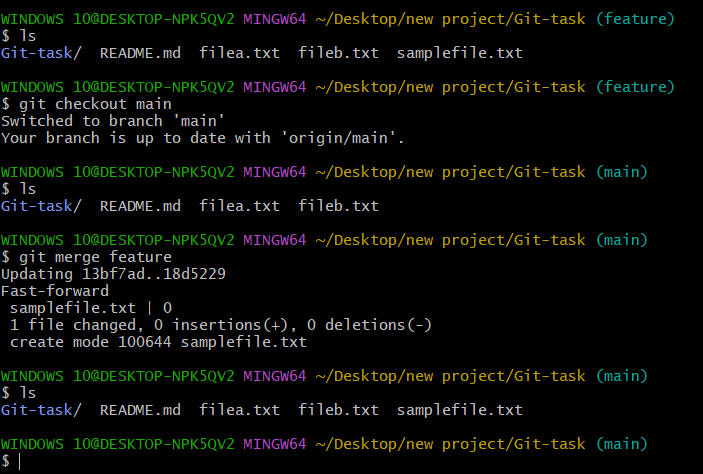 WINDOWS 10@DESKTOP-NPK5QV2 MINGW64 ~/Desktop/new project/Git-task (feature)
$ ls
Git-task/  README.md  filea.txt  fileb.txt  samplefile.txt
WINDOWS 10@DESKTOP-NPK5QV2 MINGW64 ~/Desktop/new project/Git-task (feature)
$ git checkout main
Switched to branch 'main'
Your branch is up to date with 'origin/main'.
WINDOWS 10@DESKTOP-NPK5QV2 MINGW64 ~/Desktop/new project/Git-task (main)
$ ls
Git-task/  README.md  filea.txt  fileb.txt
WINDOWS 10@DESKTOP-NPK5QV2 MINGW64 ~/Desktop/new project/Git-task (main)
$ git merge feature
Updating 13bf7ad..18d5229
Fast-forward
 samplefile.txt | 0
 1 file changed, 0 insertions(+), 0 deletions(-)
 create mode 100644 samplefile.txt
WINDOWS 10@DESKTOP-NPK5QV2 MINGW64 ~/Desktop/new project/Git-task (main)
$ ls
Git-task/  README.md  filea.txt  fileb.txt  samplefile.txt
WINDOWS 10@DESKTOP-NPK5QV2 MINGW64 ~/Desktop/new project/Git-task (main)
$